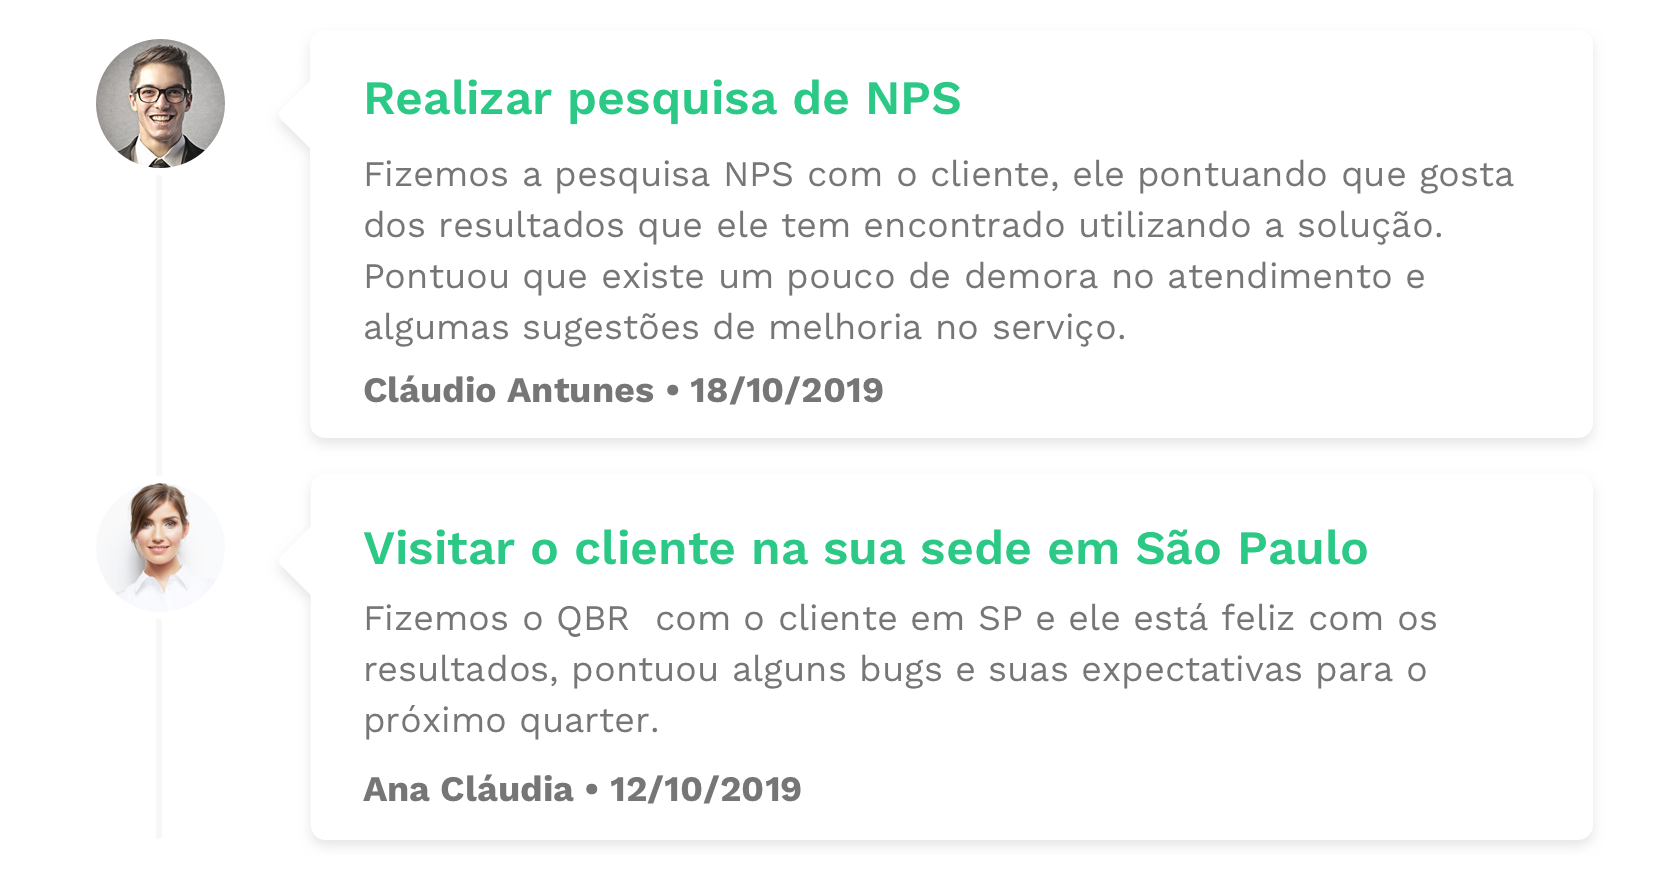 Realizar pesquisa de NPS
Fizemos a pesquisa NPS com o cliente, ele pontuando que gosta
dos resultados que ele tem encontrado utilizando a solução.
Pontuou que existe um pouco de demora no atendimento e
algumas sugestões de melhoria no serviço.
Cláudio Antunes • 18/10/2019
Visitar o cliente na sua sede em São Paulo
Fizemos o QBR  com o cliente em SP e ele está feliz com os
resultados, pontuou alguns bugs e suas expectativas para o
próximo quarter.
Ana Cláudia • 12/10/2019